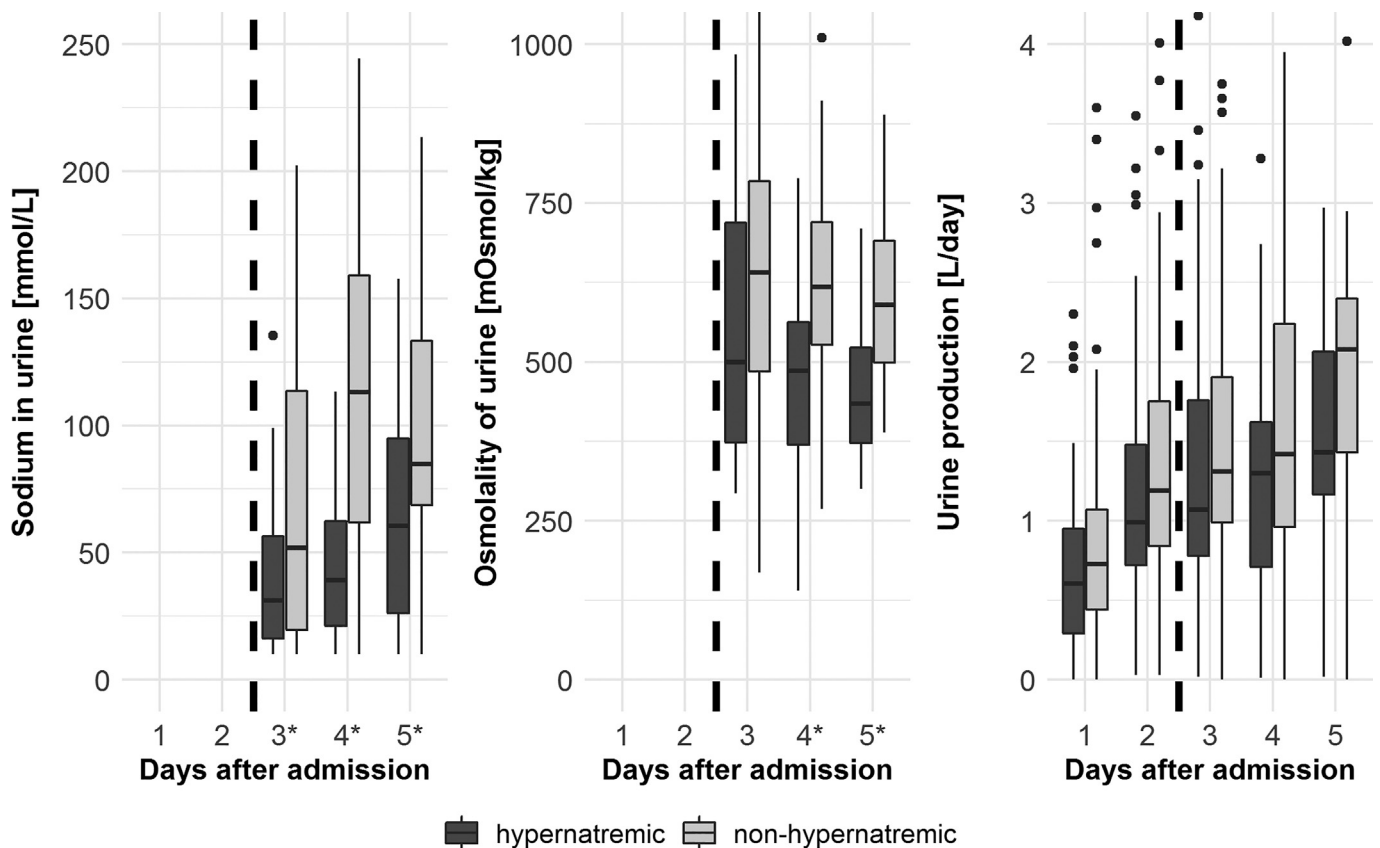 Sodium in urine [mmol/L]
250
200
150
100
50
0
1 2 3* 4* 5*
Days after admission
Osmolality of urine [mOsmol/kg]
1000
750
500
250
0
1 2 3 4* 5*
Days after admission
Urine production [L/day]
4
3
2
1
0
1 2 3 4 5
Days after admission
hypernatremic non-hypernatremic